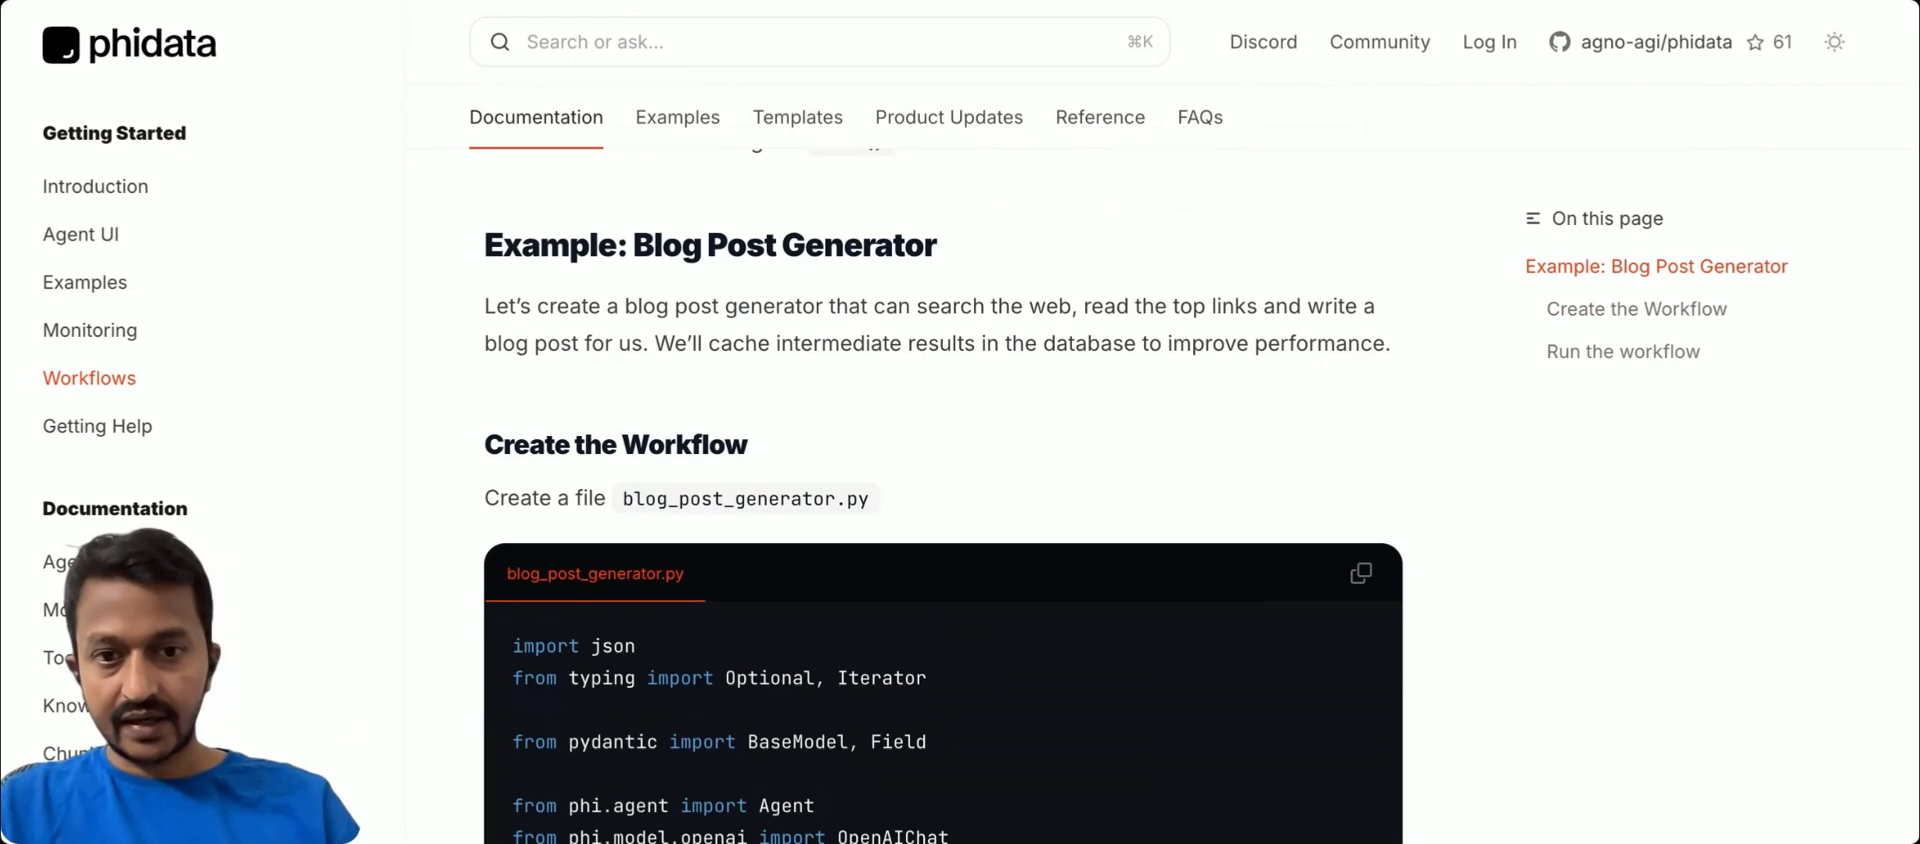 phidata
Search or ask...
⌘K
Discord
Community
Log In
agno-agi/phidata
61
Documentation
Examples
Templates
Product Updates
Reference
FAQs
Getting Started
Introduction
Agent UI
Examples
Monitoring
Workflows
Getting Help
Documentation
Example: Blog Post Generator
Let’s create a blog post generator that can search the web, read the top links and write a
blog post for us. We’ll cache intermediate results in the database to improve performance.
Create the Workflow
Create a file blog_post_generator.py
blog_post_generator.py
import json
from typing import Optional, Iterator
from pydantic import BaseModel, Field
from phi.agent import Agent
from phi.model.openai import OpenAIChat
On this page
Example: Blog Post Generator
Create the Workflow
Run the workflow